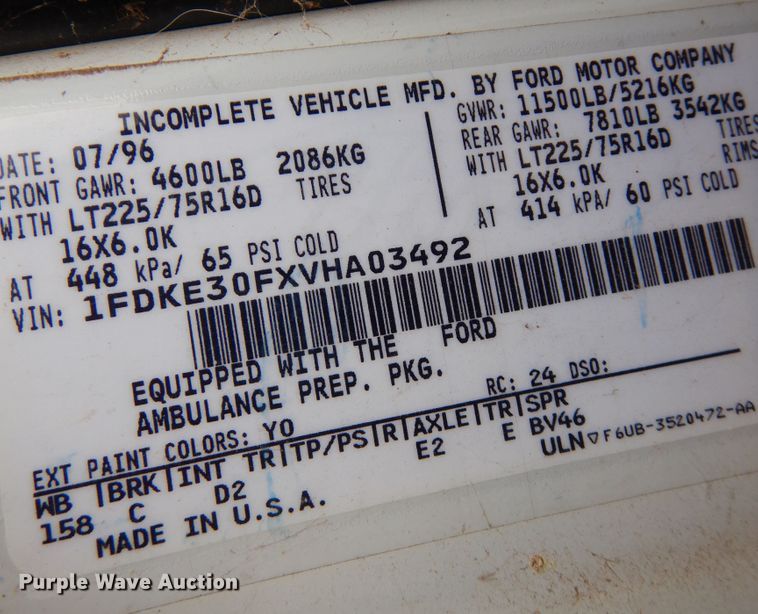 INCOMPLETE VEHICLE MFD. BY FORD MOTOR COMPANY
DATE: 07/96 GVWR: 11500LB/5216KG
FRONT GAWR: 4600LB 2086KG REAR GAWR: 7810LB 3542KG
WITH LT225/75R16D TIRES WITH LT225/75R16D TIRES
16X6.0K 16X6.0K RIMS
AT 448 kPa/ 65 PSI COLD AT 414 kPa/ 60 PSI COLD
VIN: 1FDKE30FXVHA03492
EQUIPPED WITH THE FORD
AMBULANCE PREP. PKG.
EXT PAINT COLORS: YO RC: 24 DSO:
WB |BRK|INT TR|TP/PS|R|AXLE|TR|SPR
158 C D2 E2 E BV46
MADE IN U.S.A. ULN ▽F6UB-3520472-AA
Purple Wave Auction